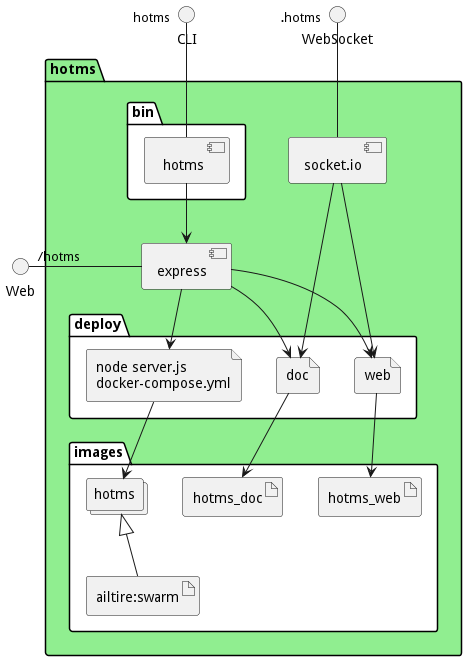 hotms
.hotms
CLI
WebSocket
hotms
bin
hotms
socket.io
/hotms
express
Web
deploy
node server.js
docker-compose.yml
doc
web
images
hotms
hotms_doc
hotms_web
ailtire:swarm